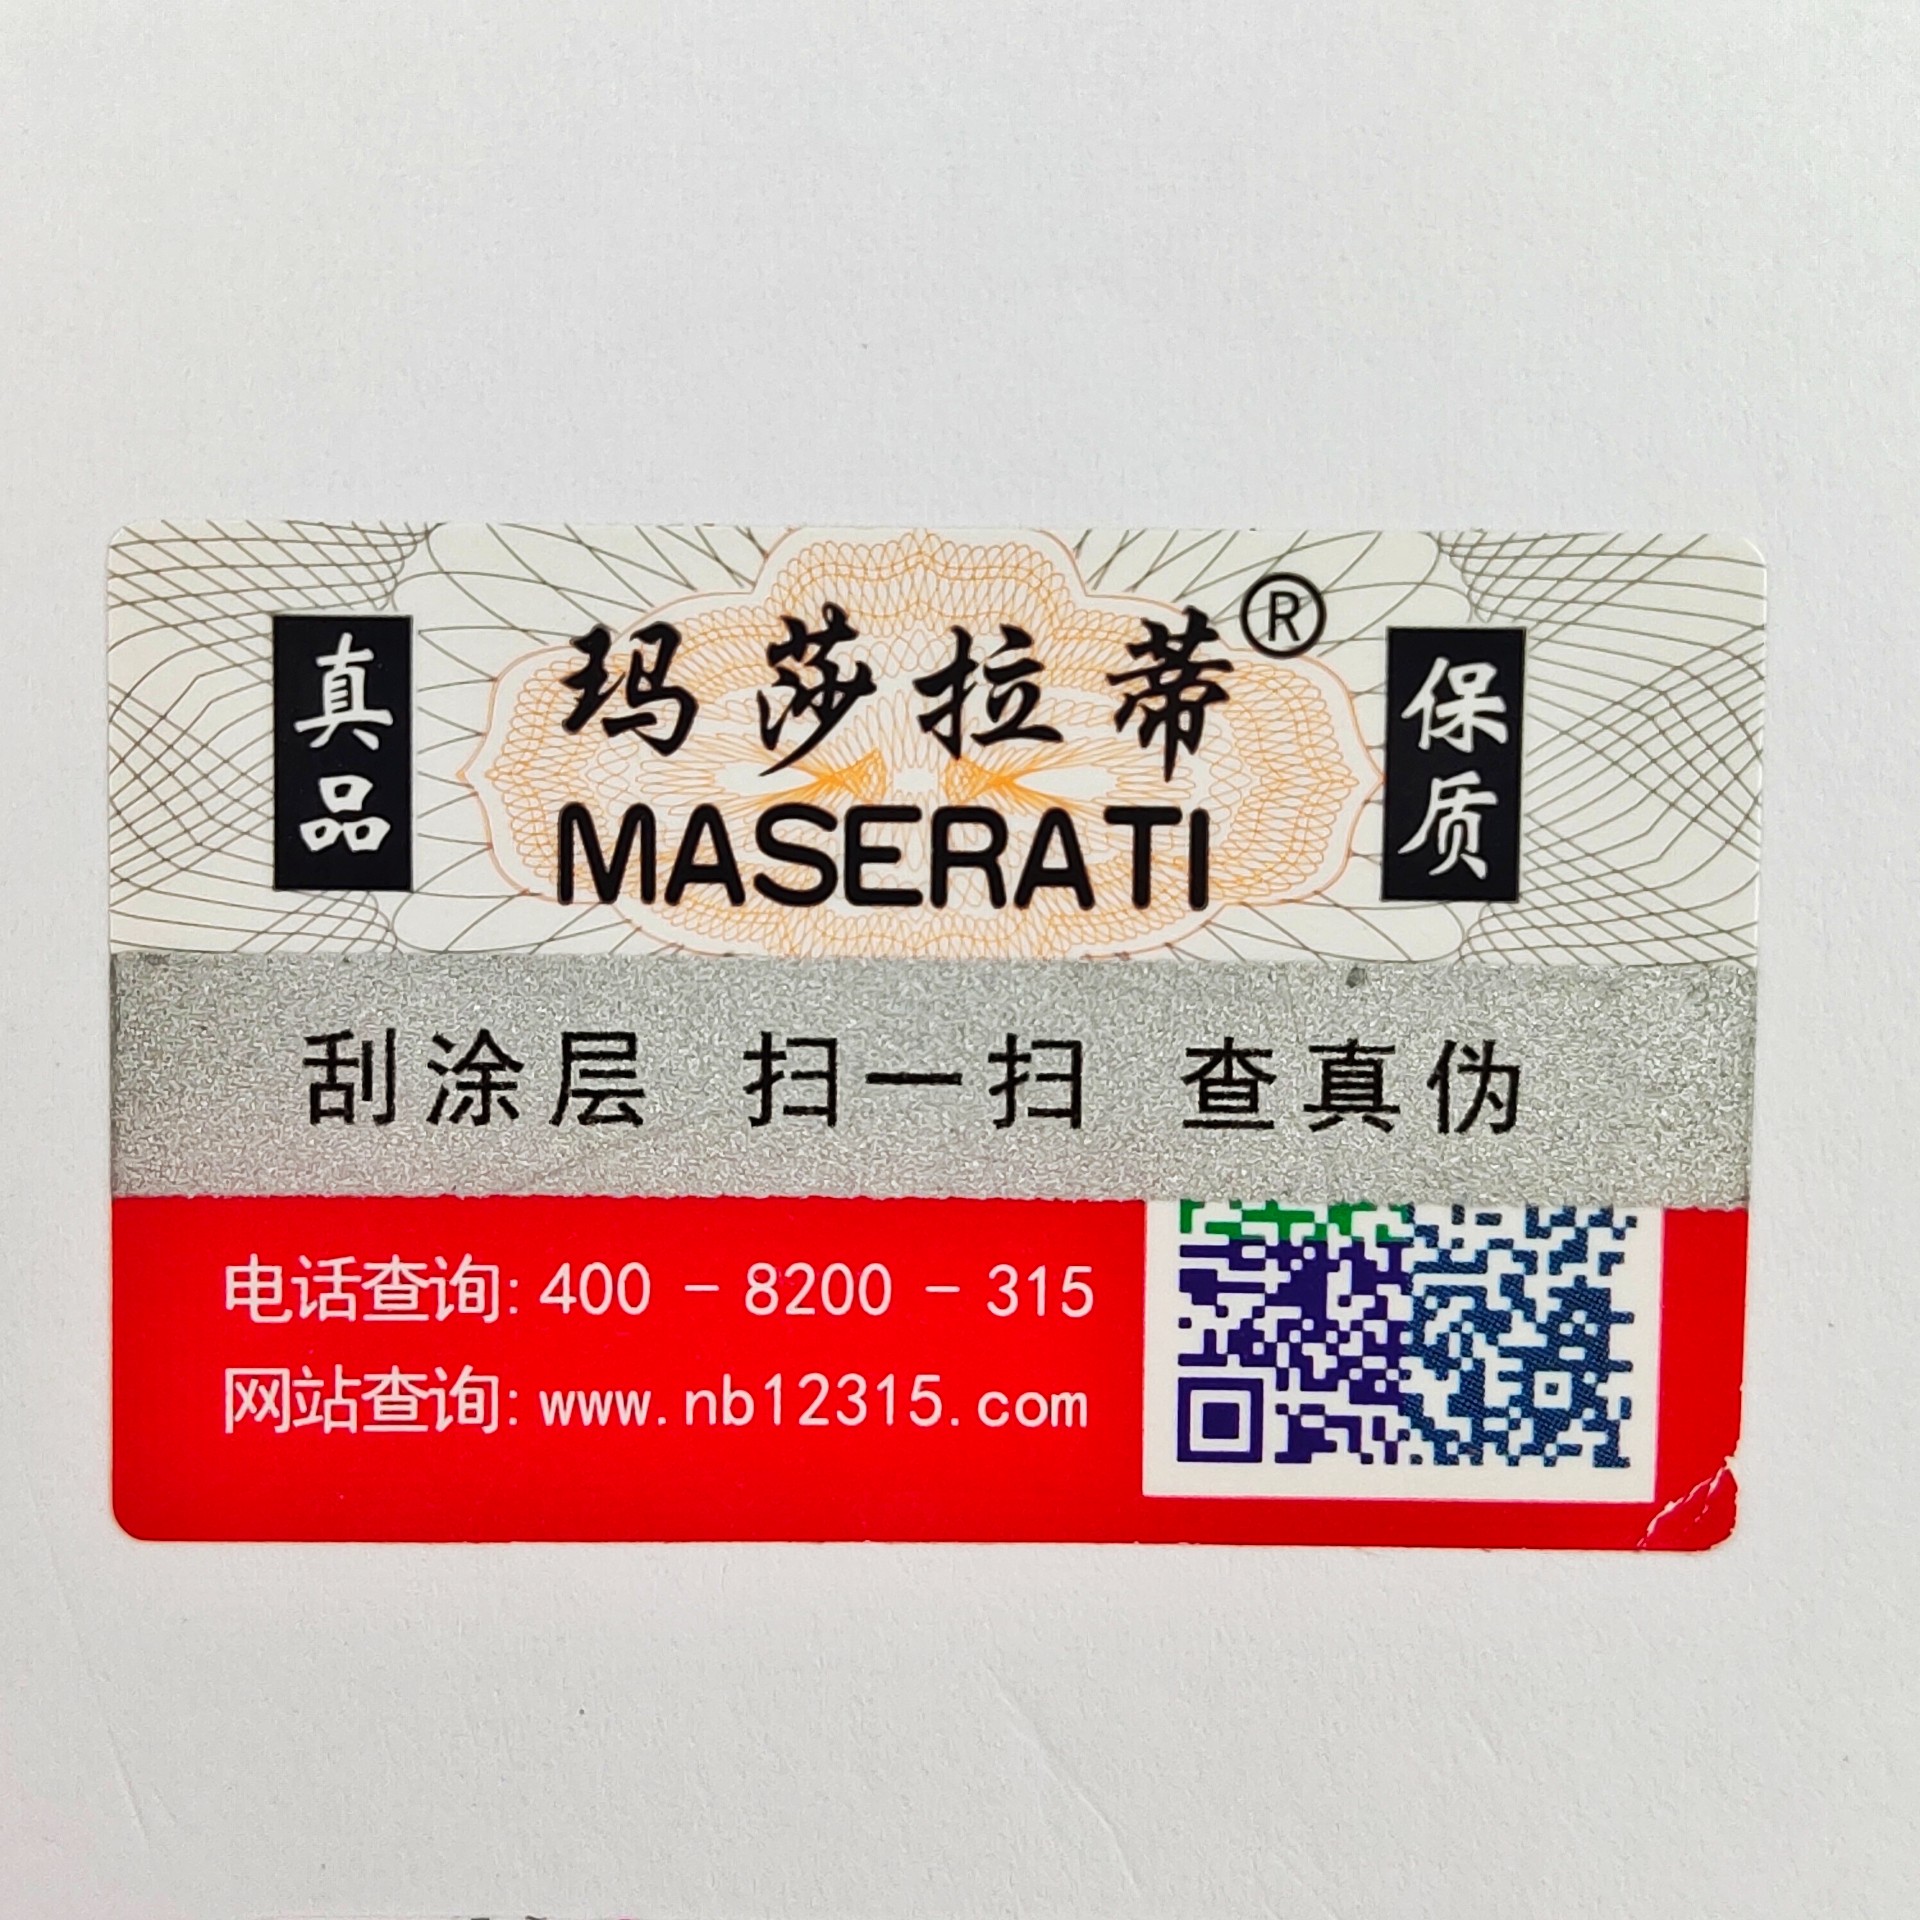 真品
玛莎拉蒂®
MASERATI
保质
刮涂层 扫一扫 查真伪
电话查询: 400 - 8200 - 315
网站查询: www.nb12315.com